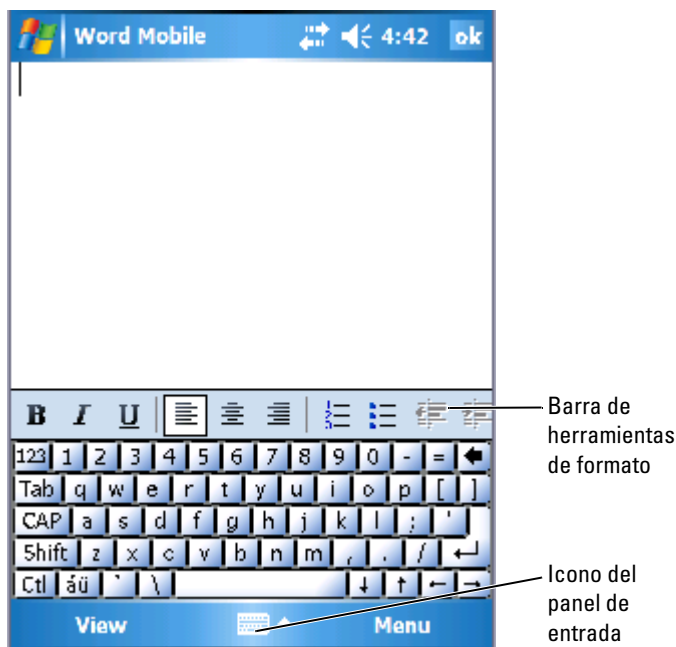 Word Mobile 4:42 ok
B I U
Barra de
herramientas
de formato
123 1 2 3 4 5 6 7 8 9 0 - =
Tab q w e r t y u i o p [ ]
CAP a s d f g h j k l ; '
Shift z x c v b n m , . /
Ctl áü ` \ ↓ ↑ ← →
Icono del
panel de
entrada
View Menu